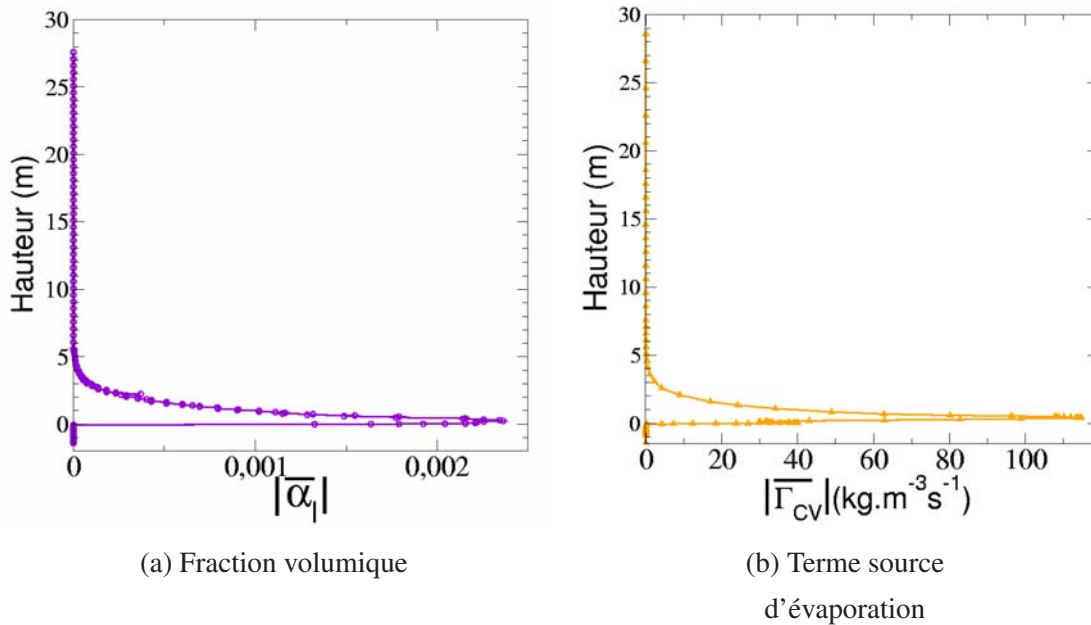 30
25
20
15
10
5
0
Hauteur (m)
0 0,001 0,002
|α̅ₗ|
(a) Fraction volumique
30
25
20
15
10
5
0
Hauteur (m)
0 20 40 60 80 100
|Γ̅_CV|(kg.m⁻³s⁻¹)
(b) Terme source
d'évaporation